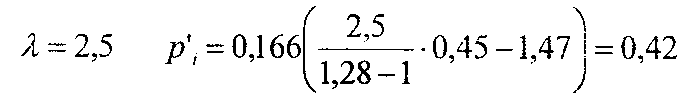 λ = 2,5    p'ᵢ = 0,166(2,5/(1,28−1) · 0,45 − 1,47) = 0,42